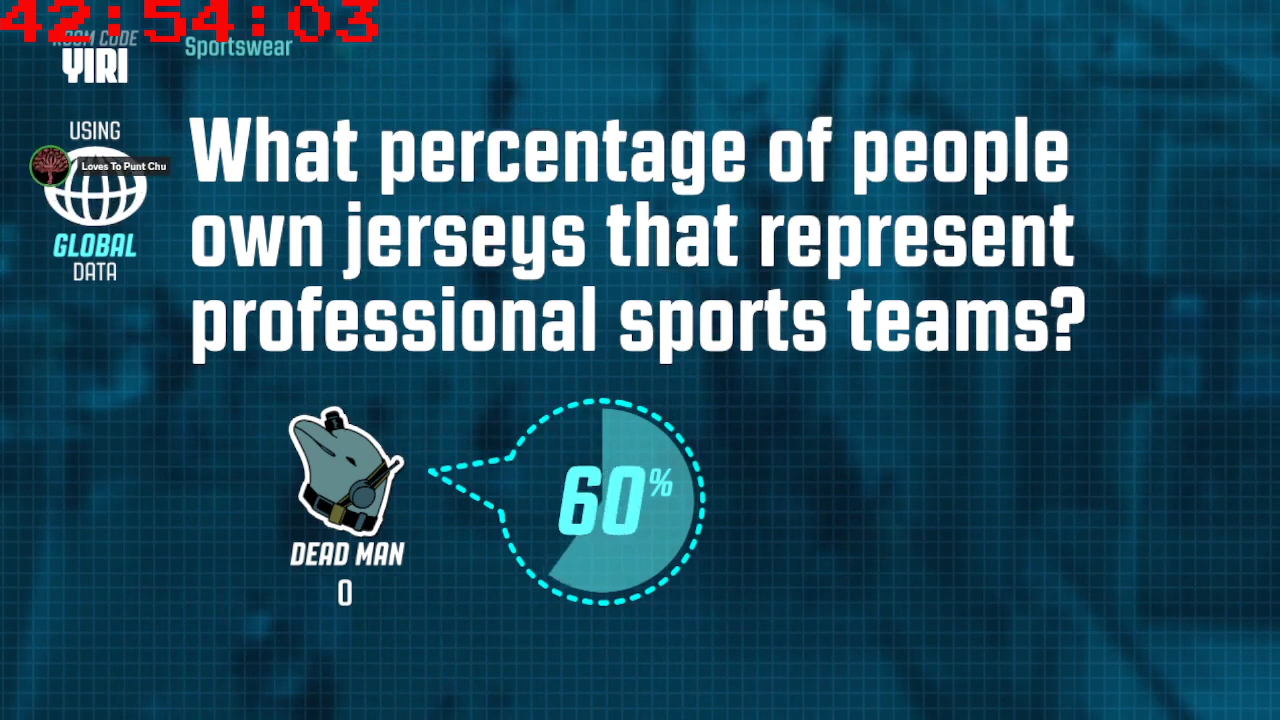 42:54:03
ROOM CODE
YIRI
Sportswear
USING
Loves To Punt Chu
GLOBAL
DATA
What percentage of people
own jerseys that represent
professional sports teams?
60%
DEAD MAN
0